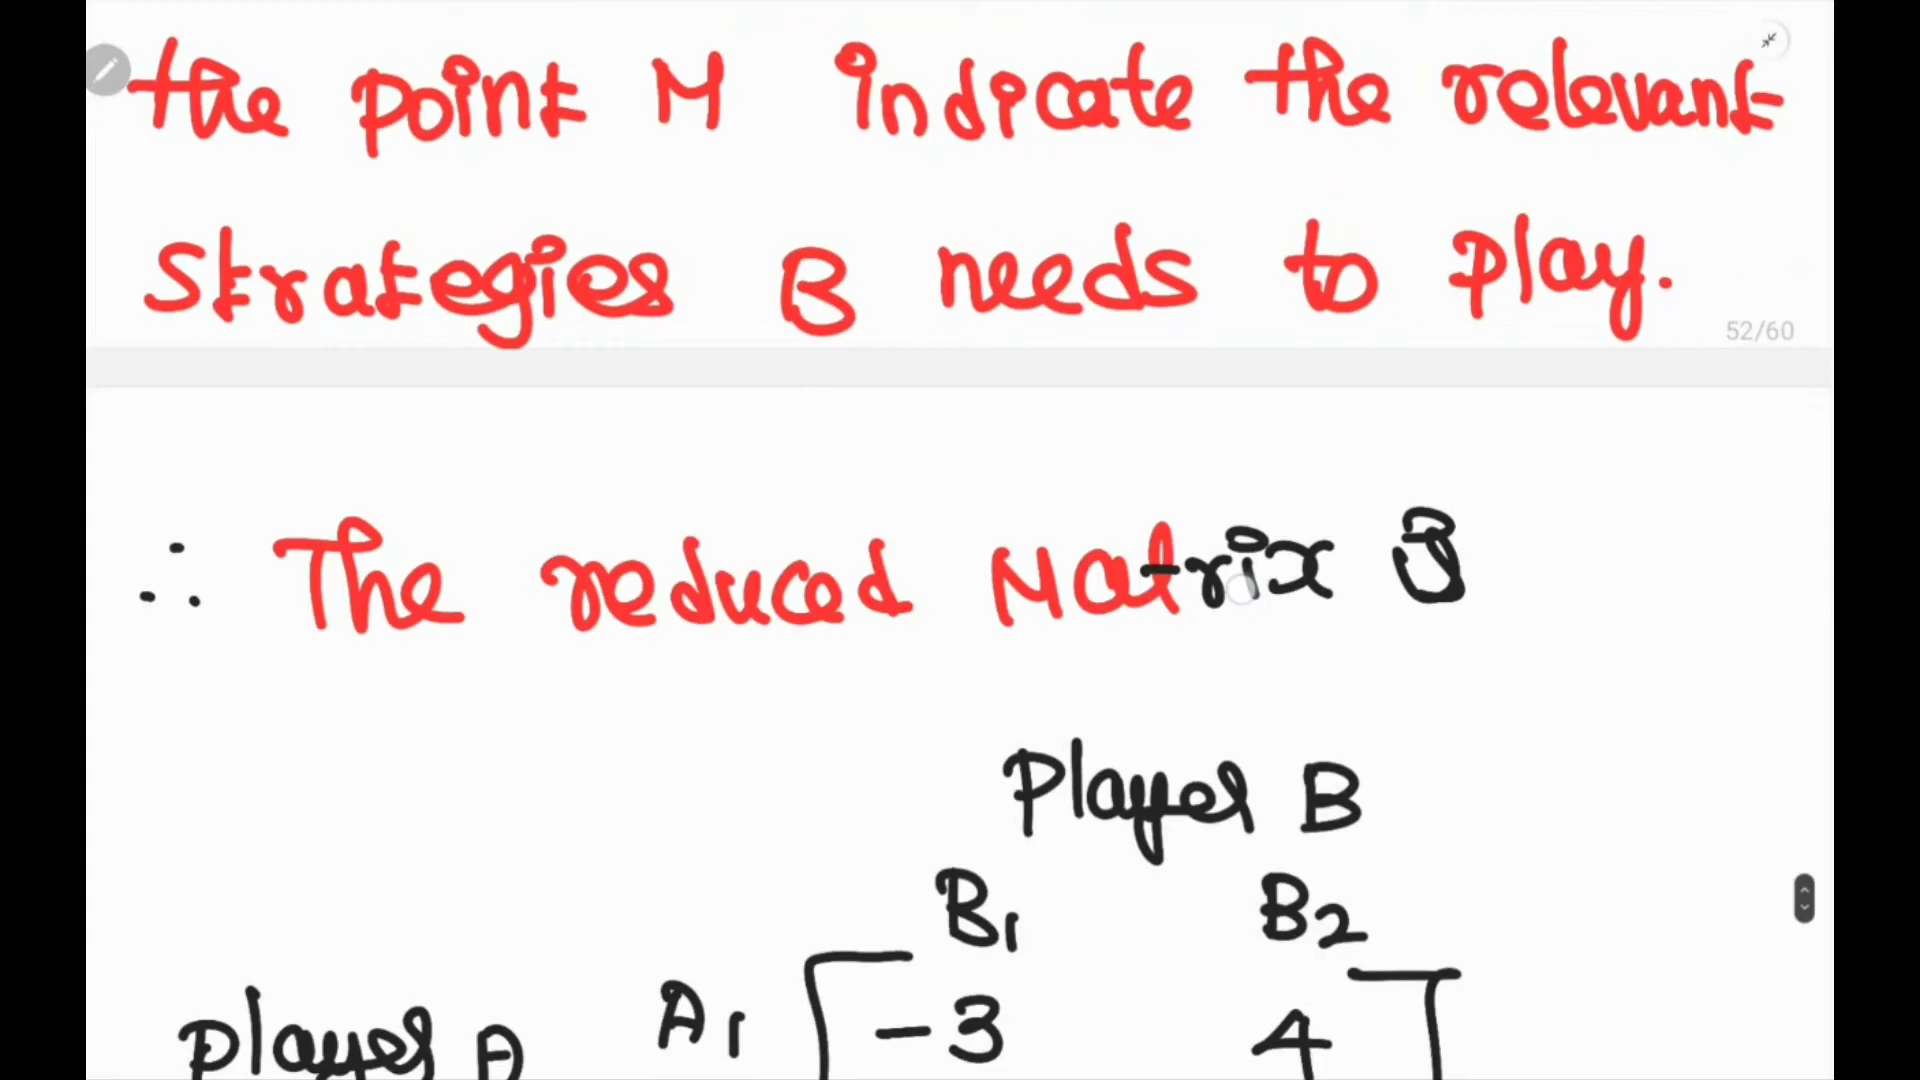 the point M indicate the relevant
Strategies B needs to play.
52/60
∴ The reduced Matrix is
Player B
B1 B2
Player A A1 -3 4